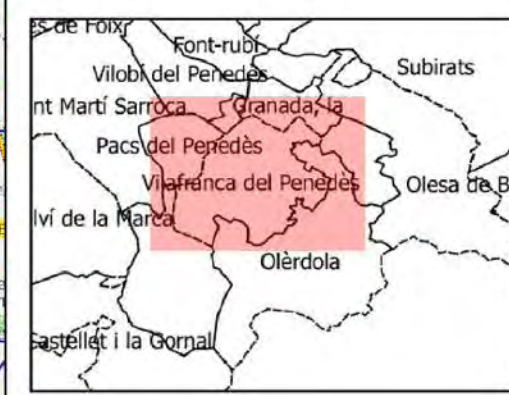 es de Foix
Font-rubí
Vilobí del Penedès
Subirats
nt Martí Sarroca
Granada, la
Pacs del Penedès
Vilafranca del Penedès
Olesa de B
lví de la Marca
Olèrdola
Castellet i la Gornal